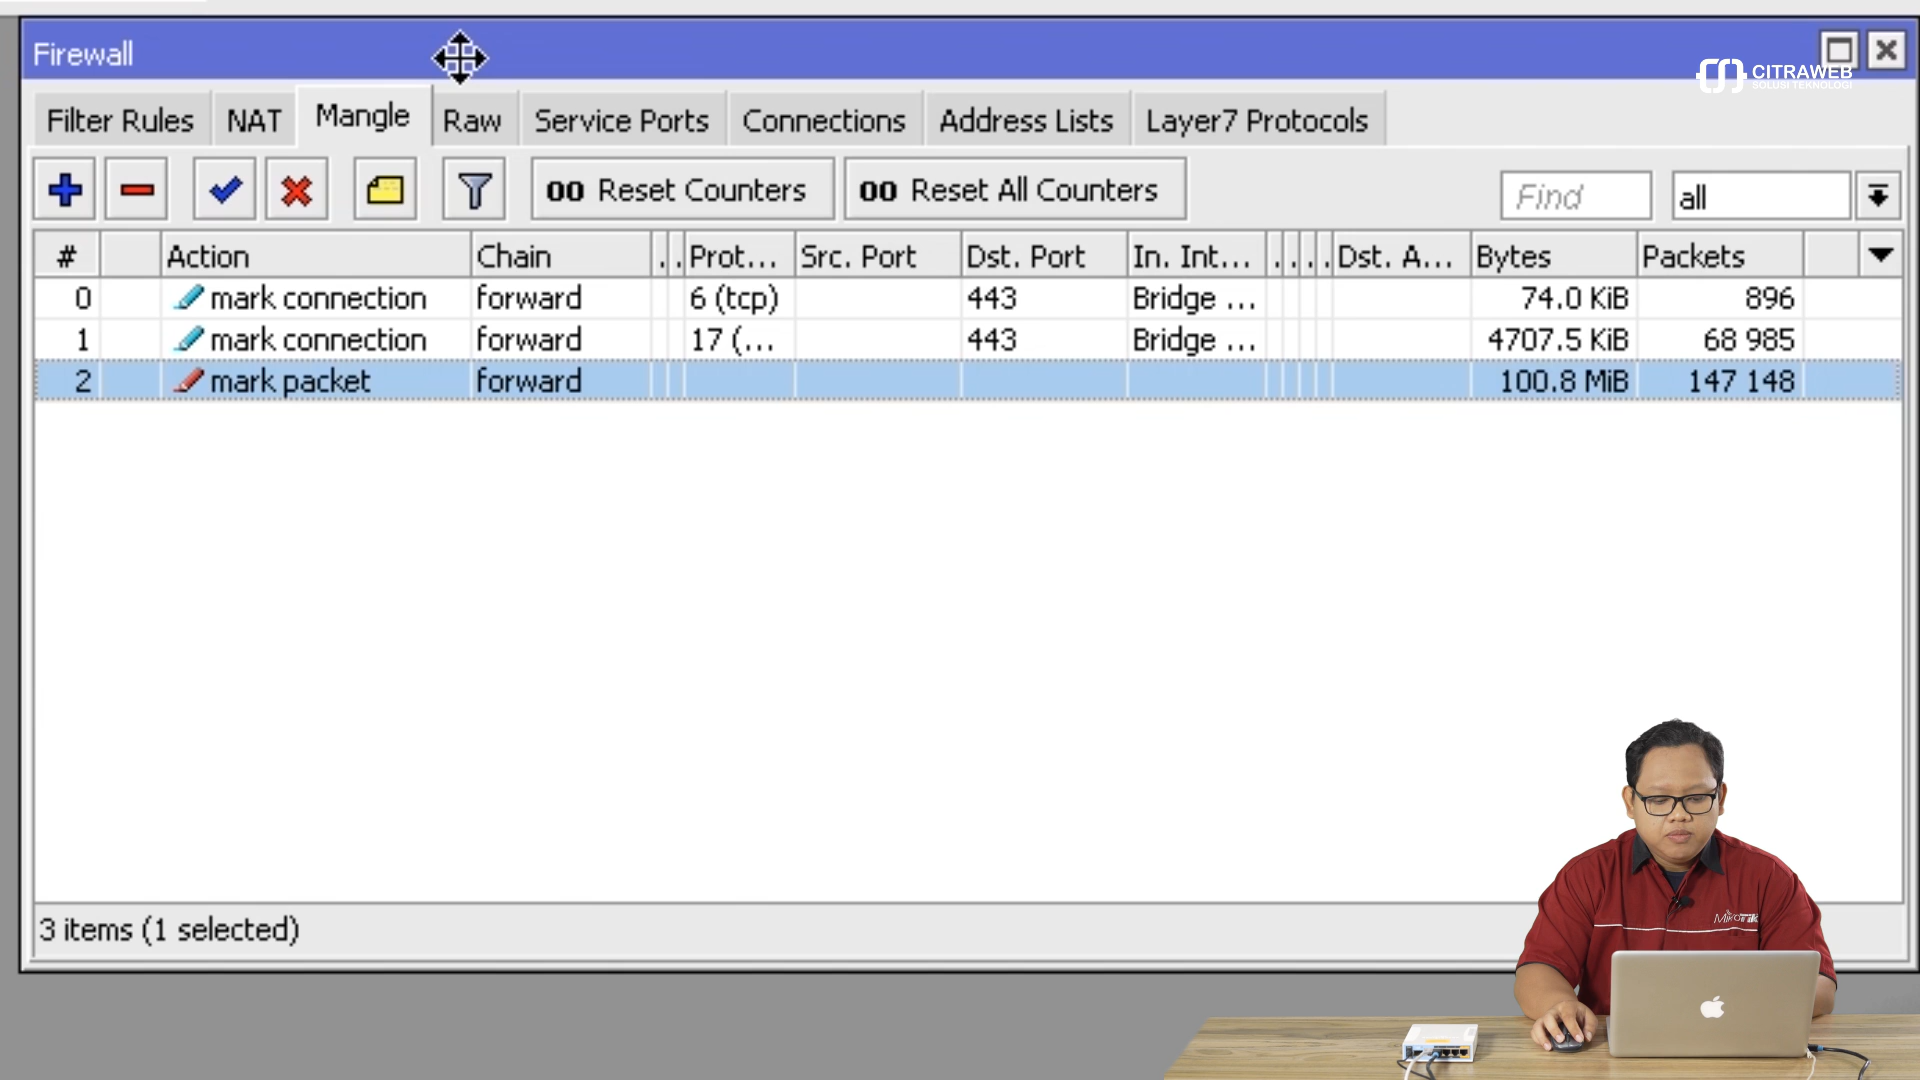 Firewall
CITRAWEB
SOLUSI TEKNOLOGI
Filter Rules NAT Mangle Raw Service Ports Connections Address Lists Layer7 Protocols
00 Reset Counters 00 Reset All Counters Find all
# Action Chain . . Prot... Src. Port Dst. Port In. Int... . . . . Dst. A... Bytes Packets
0 mark connection forward 6 (tcp) 443 Bridge ... 74.0 KiB 896
1 mark connection forward 17 (... 443 Bridge ... 4707.5 KiB 68 985
2 mark packet forward 100.8 MiB 147 148
3 items (1 selected)
MikroTik